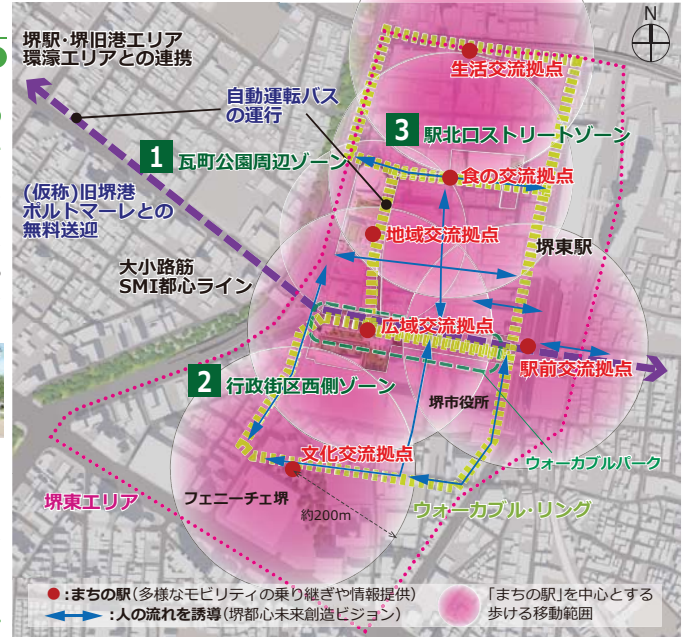 N
堺駅・堺旧港エリア
環濠エリアとの連携
生活交流拠点
自動運転バス
の運行
3 駅北口ストリートゾーン
1 瓦町公園周辺ゾーン
食の交流拠点
(仮称)旧堺港
ポルトマーレとの
無料送迎
地域交流拠点
堺東駅
大小路筋
SMI都心ライン
広域交流拠点
駅前交流拠点
2 行政街区西側ゾーン
堺市役所
文化交流拠点
ウォーカブルパーク
堺東エリア
フェニーチェ堺
ウォーカブル・リング
約200m
●:まちの駅(多様なモビリティの乗り継ぎや情報提供)
:人の流れを誘導(堺都心未来創造ビジョン)
「まちの駅」を中心とする
歩ける移動範囲